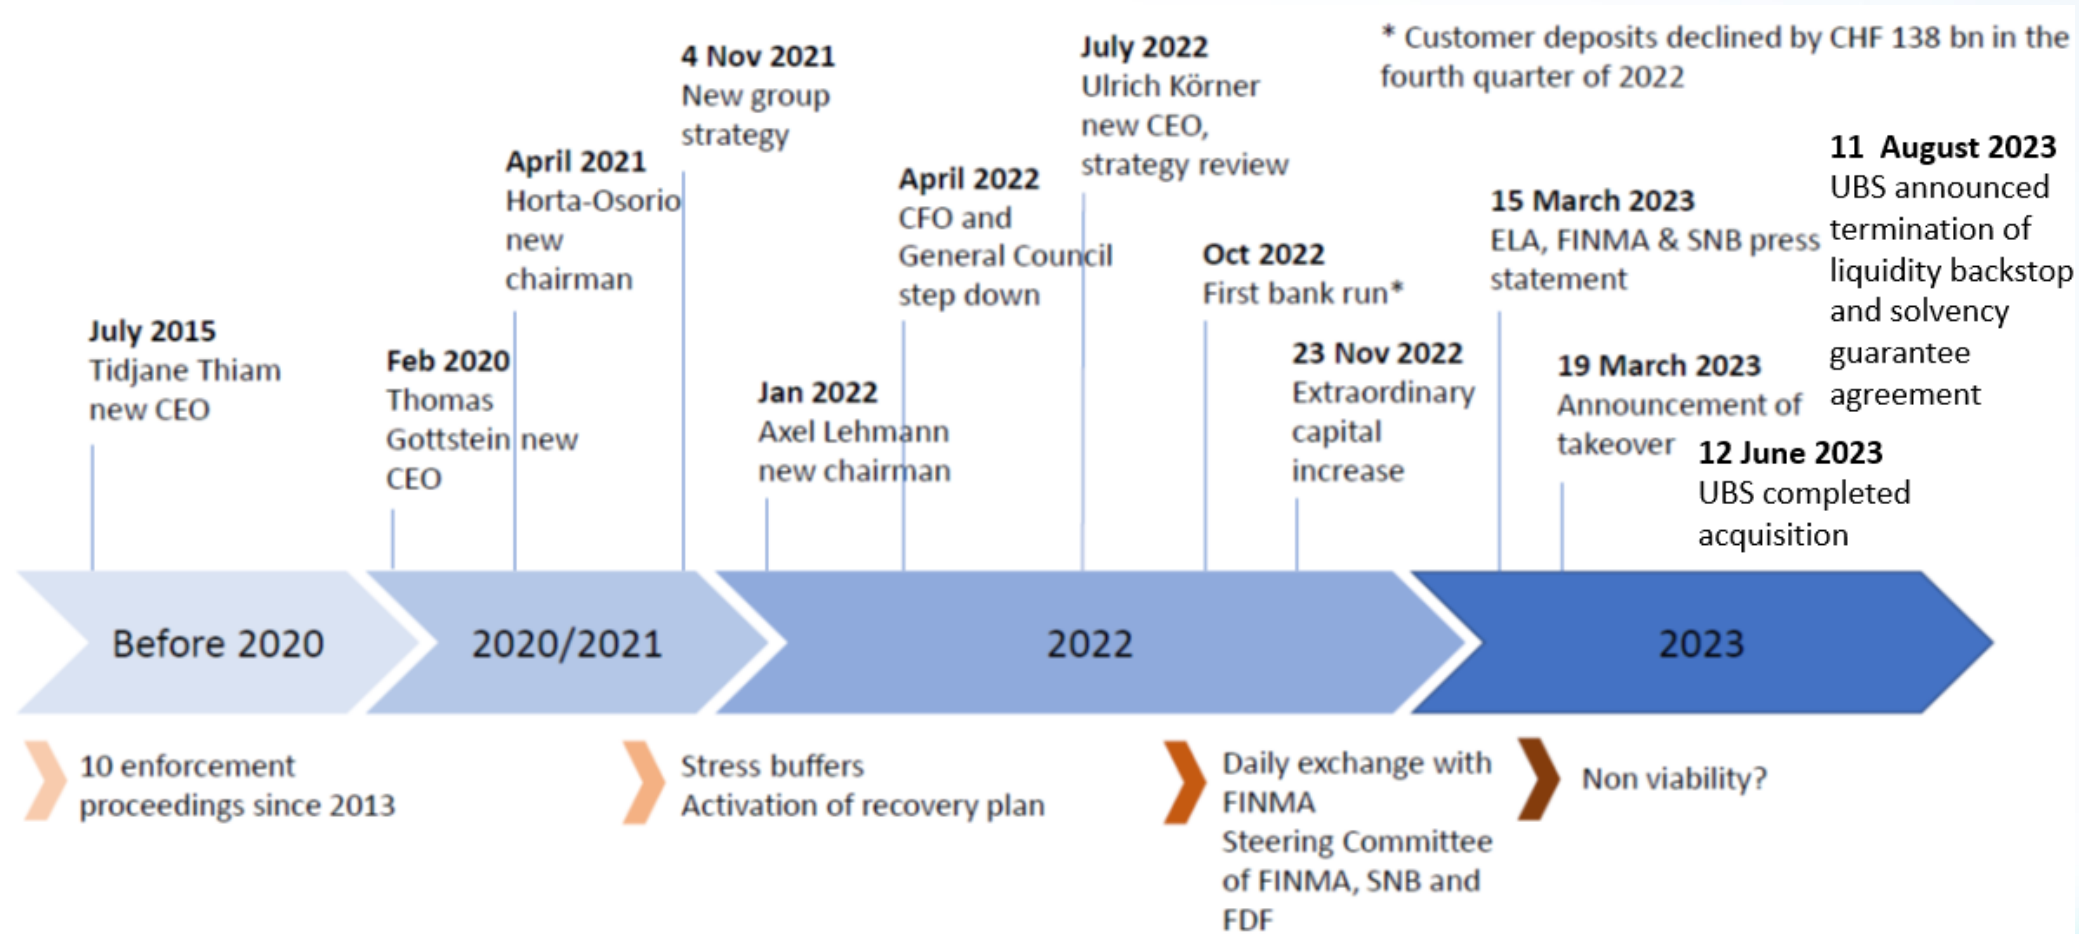 * Customer deposits declined by CHF 138 bn in the
fourth quarter of 2022
July 2015
Tidjane Thiam
new CEO
Feb 2020
Thomas
Gottstein new
CEO
April 2021
Horta-Osorio
new
chairman
4 Nov 2021
New group
strategy
Jan 2022
Axel Lehmann
new chairman
April 2022
CFO and
General Council
step down
July 2022
Ulrich Körner
new CEO,
strategy review
Oct 2022
First bank run*
23 Nov 2022
Extraordinary
capital
increase
15 March 2023
ELA, FINMA & SNB press
statement
19 March 2023
Announcement of
takeover
12 June 2023
UBS completed
acquisition
11 August 2023
UBS announced
termination of
liquidity backstop
and solvency
guarantee
agreement
Before 2020
2020/2021
2022
2023
10 enforcement
proceedings since 2013
Stress buffers
Activation of recovery plan
Daily exchange with
FINMA
Steering Committee
of FINMA, SNB and
FDF
Non viability?